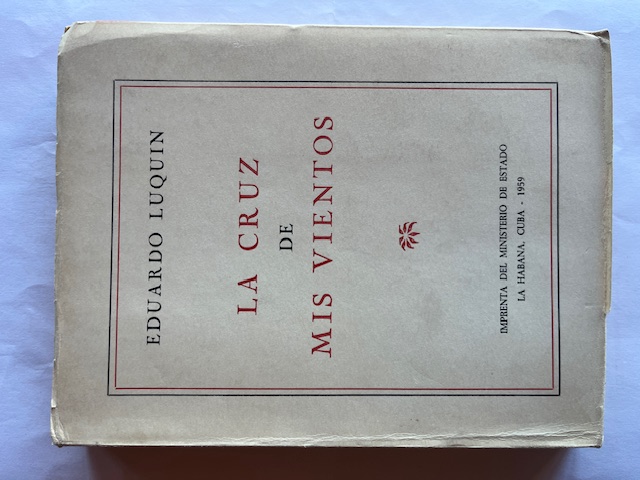 EDUARDO LUQUIN
LA CRUZ
DE
MIS VIENTOS
IMPRENTA DEL MINISTERIO DE ESTADO
LA HABANA, CUBA - 1959